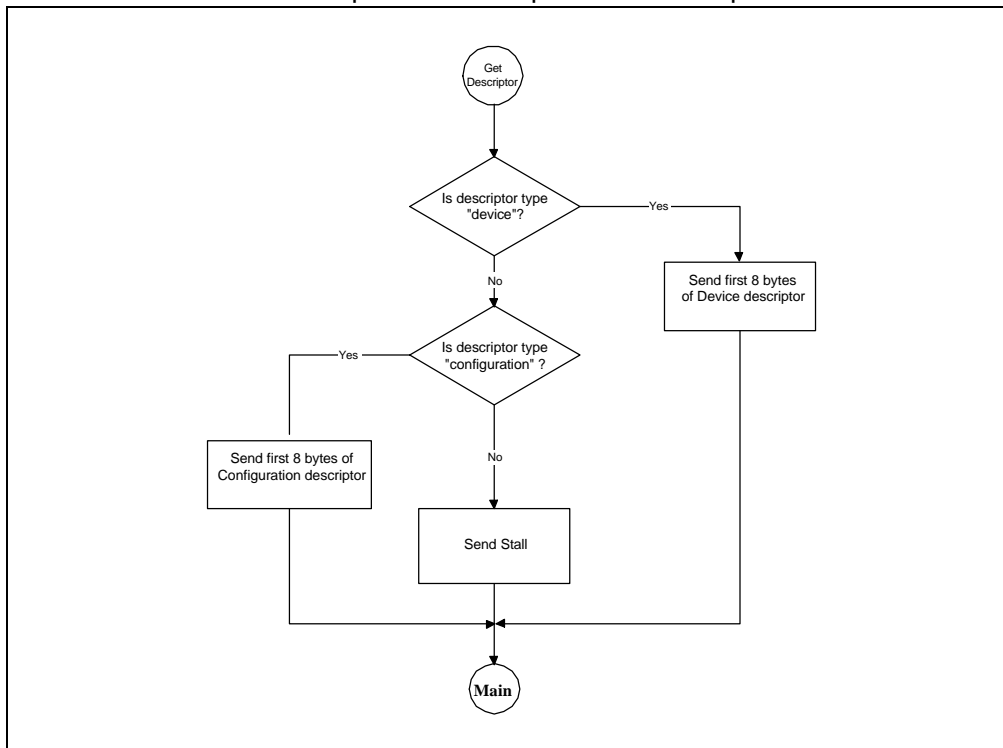 Get
Descriptor
Is descriptor type
"device"?
Yes
Send first 8 bytes
of Device descriptor
No
Is descriptor type
"configuration" ?
Yes
Send first 8 bytes of
Configuration descriptor
No
Send Stall
Main